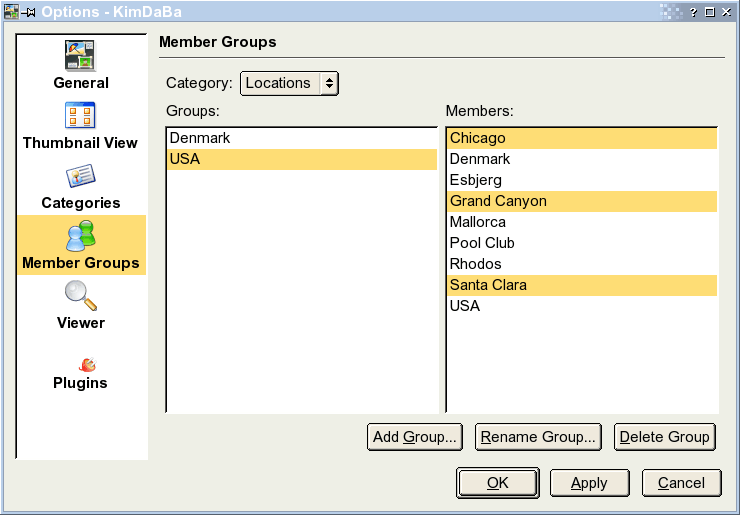 Options - KimDaBa
General
Thumbnail View
Categories
Member Groups
Viewer
Plugins
Member Groups
Category: Locations
Groups:
Denmark
USA
Members:
Chicago
Denmark
Esbjerg
Grand Canyon
Mallorca
Pool Club
Rhodos
Santa Clara
USA
Add Group... Rename Group... Delete Group
OK Apply Cancel